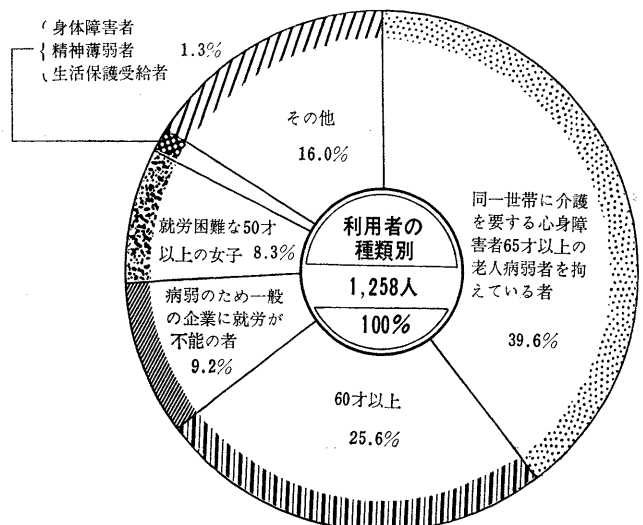 身体障害者
精神薄弱者 1.3%
生活保護受給者
その他
16.0%
同一世帯に介護
を要する心身障
害者65才以上の
老人病弱者を拘
えている者
39.6%
就労困難な50才
以上の女子 8.3%
利用者の
種類別
1,258人
100%
病弱のため一般
の企業に就労が
不能の者
9.2%
60才以上
25.6%